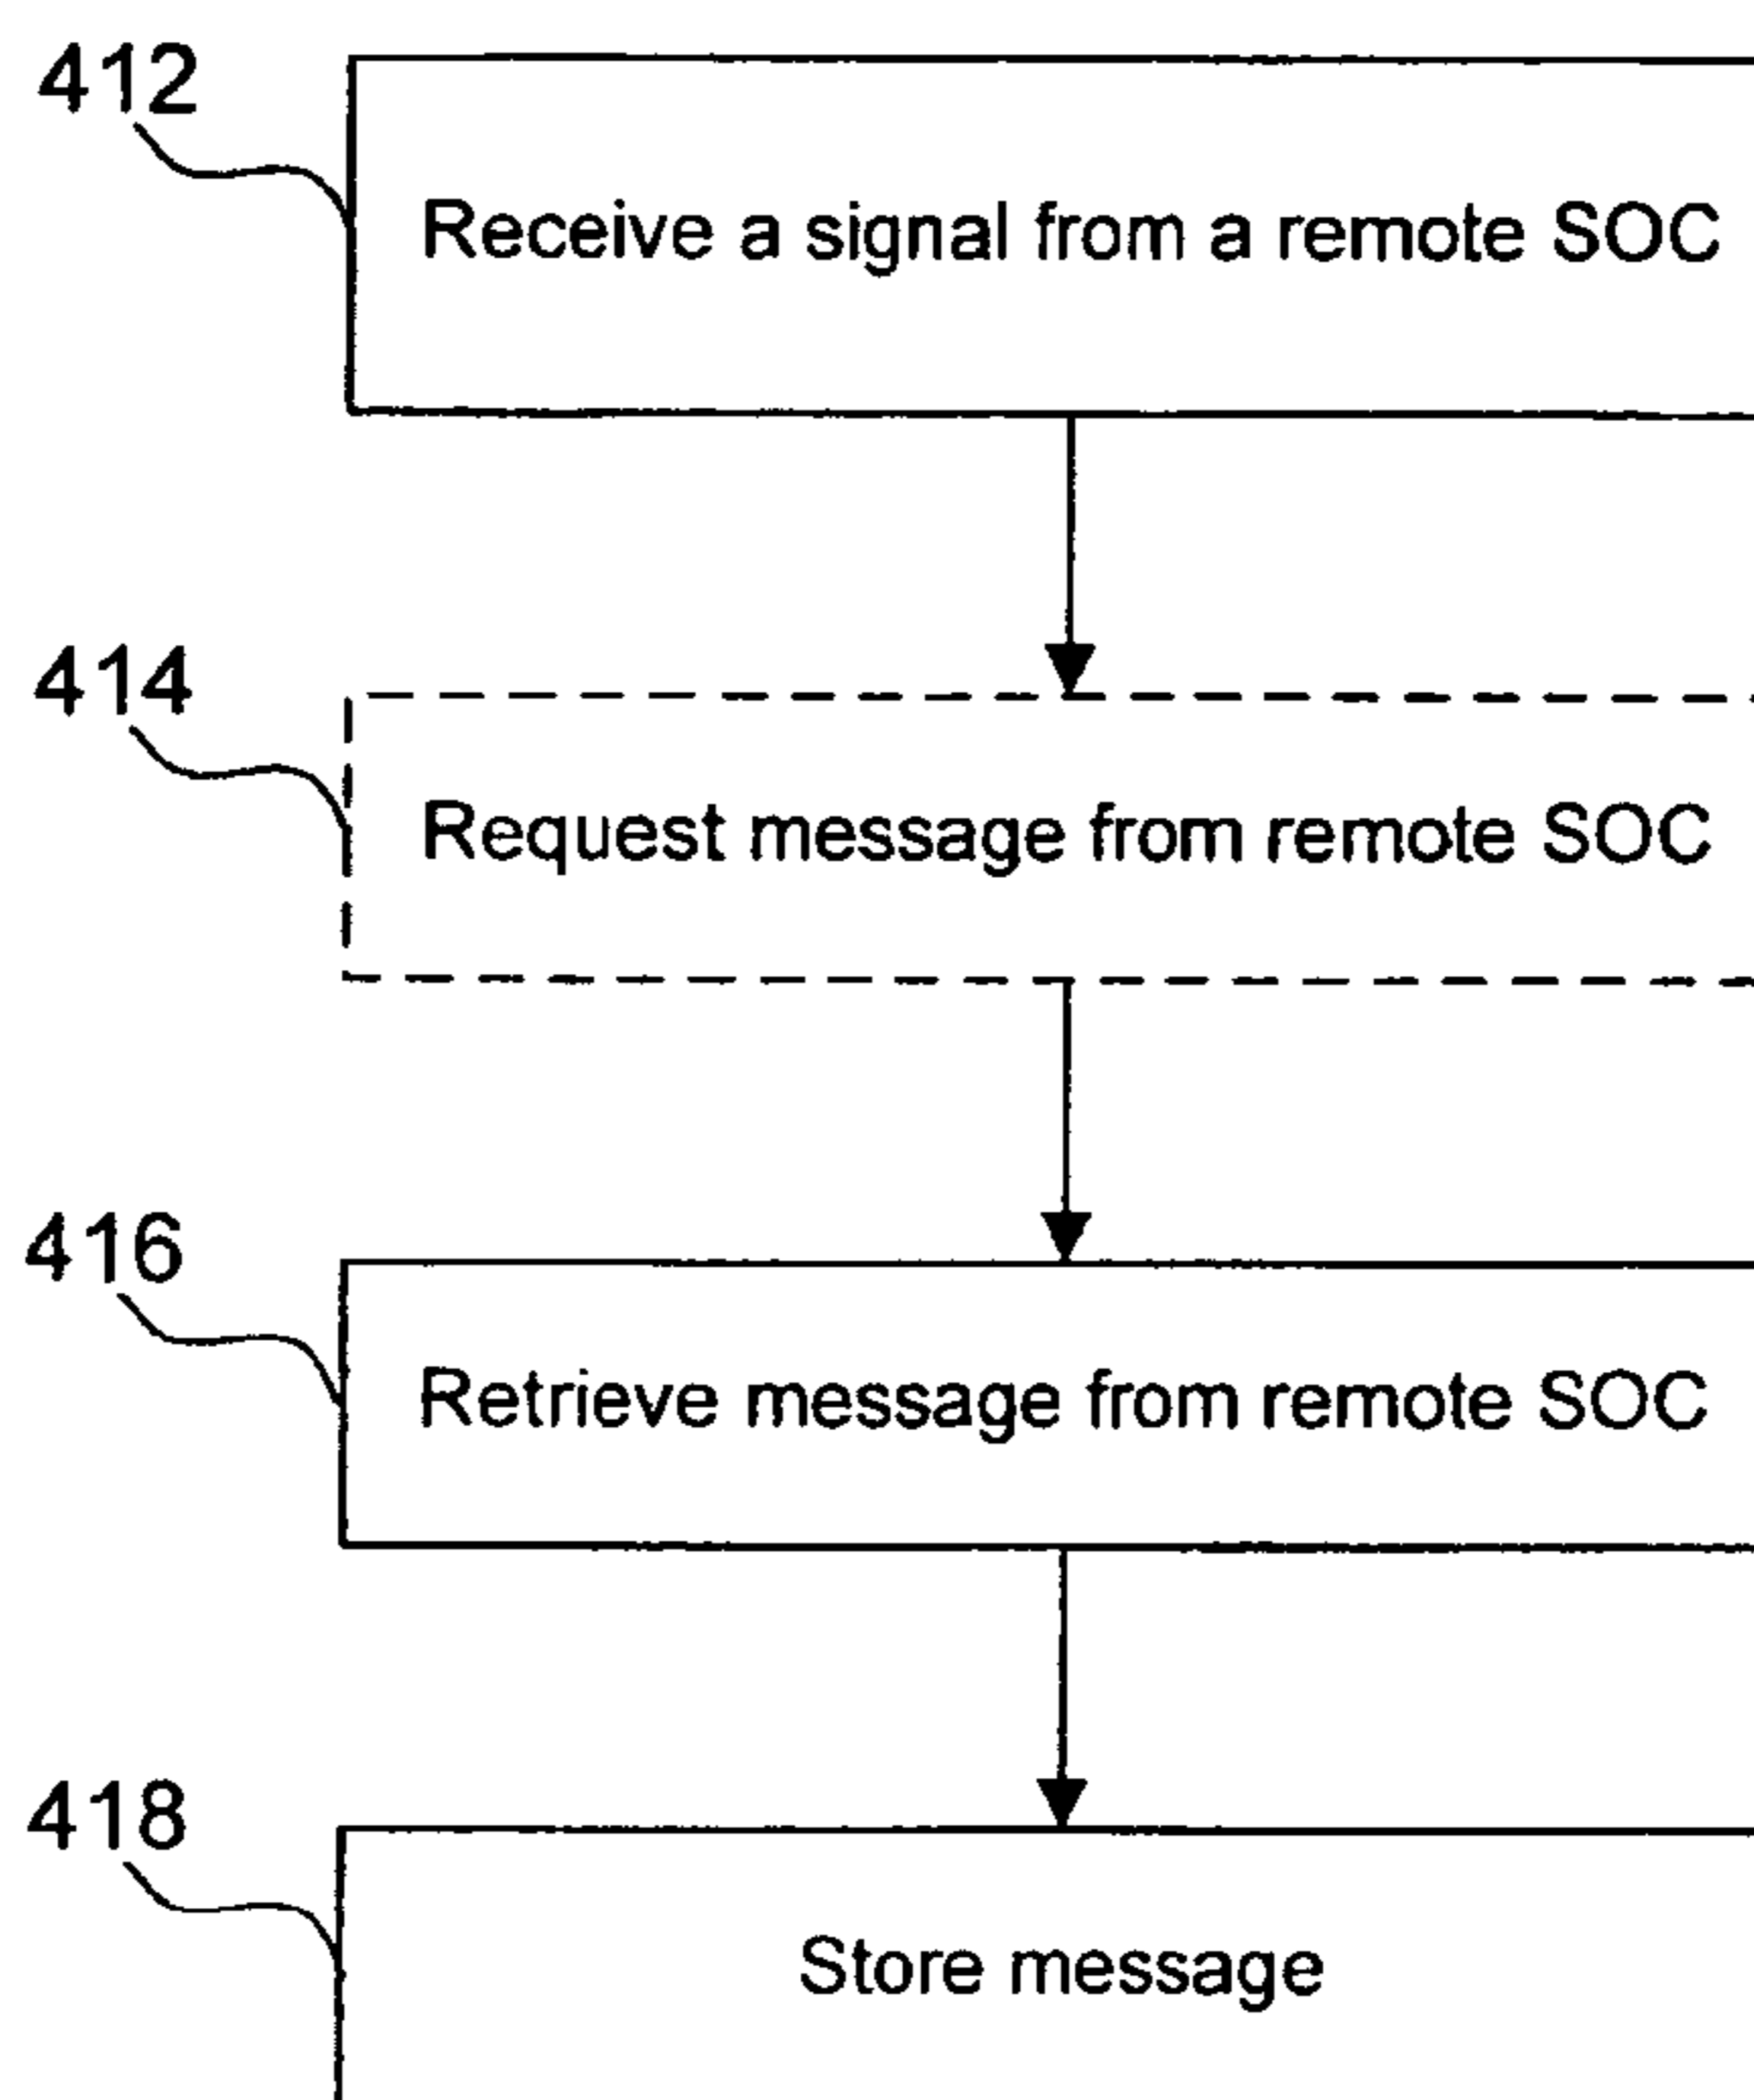 412
Receive a signal from a remote SOC
414
Request message from remote SOC
416
Retrieve message from remote SOC
418
Store message